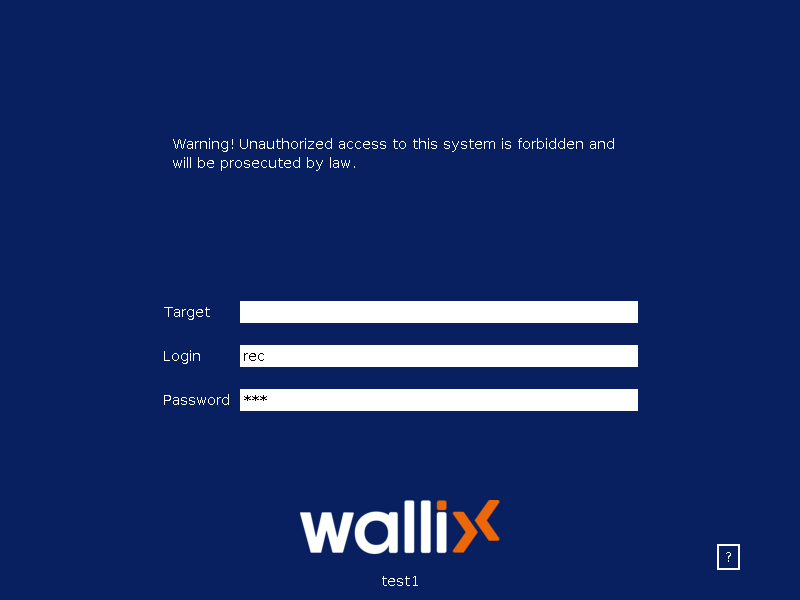 Warning! Unauthorized access to this system is forbidden and
will be prosecuted by law.
Target
Login rec
Password ***
wallix
?
test1